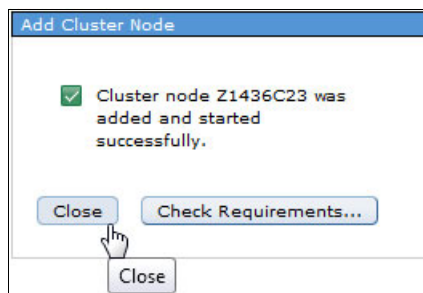 Add Cluster Node
Cluster node Z1436C23 was
added and started
successfully.
Close
Check Requirements...
Close